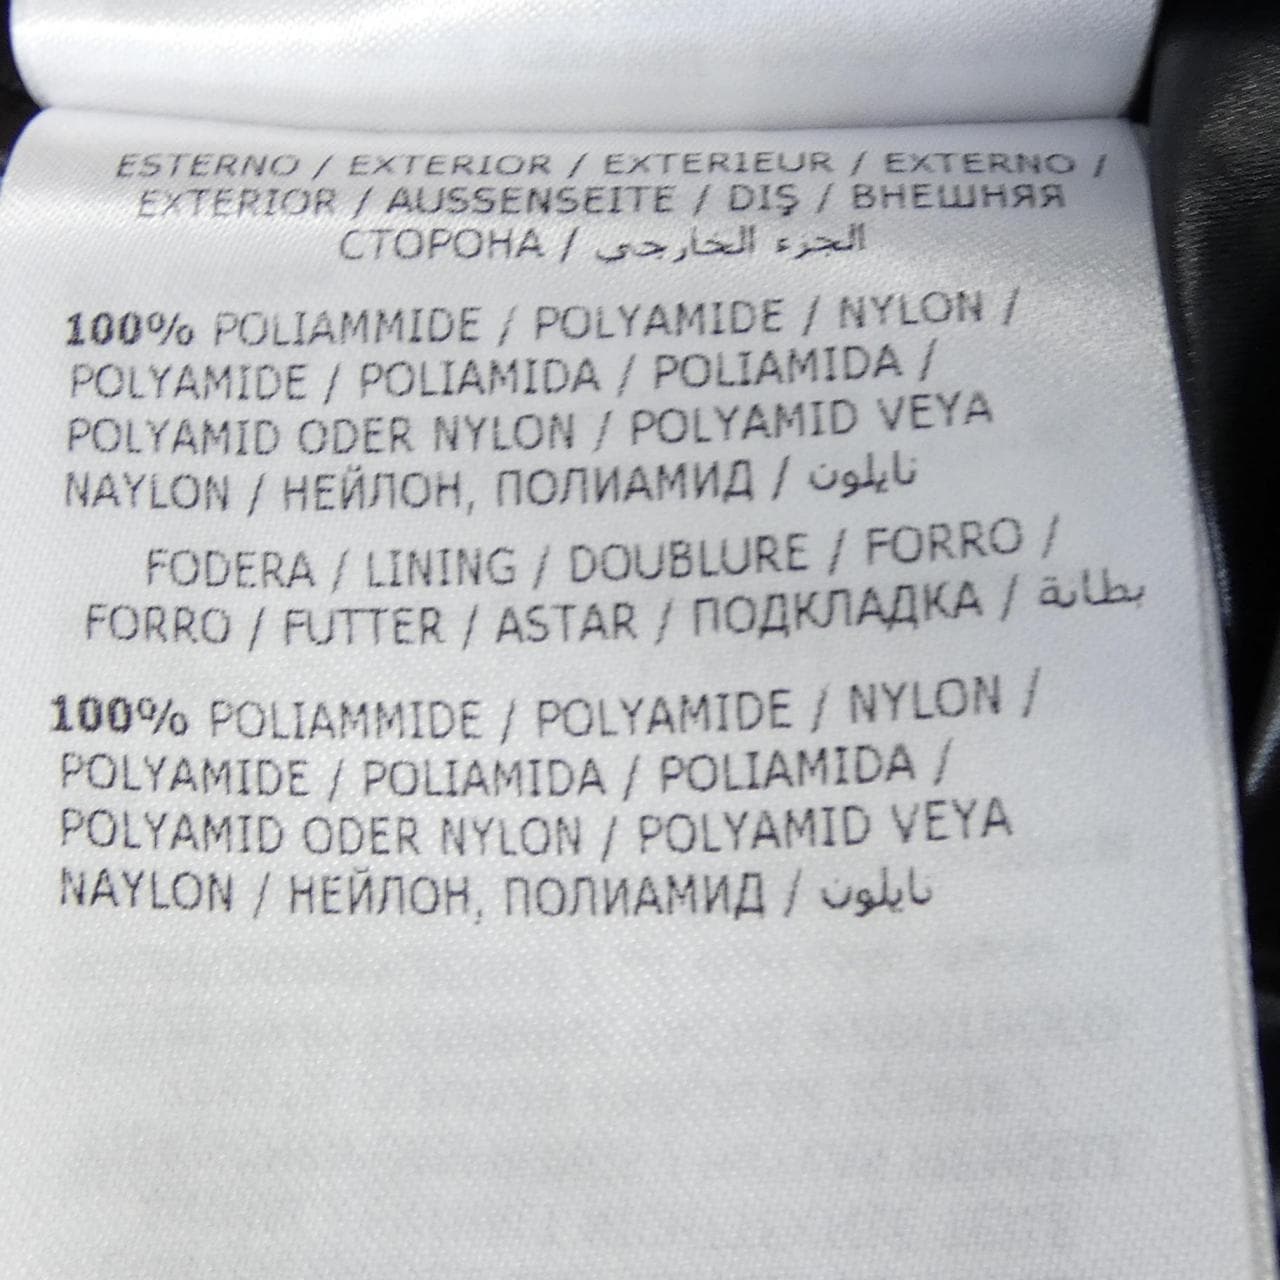 ESTERNO / EXTERIOR / EXTERIEUR / EXTERNO /
EXTERIOR / AUSSENSEITE / DIŞ / ВНЕШНЯЯ
СТОРОНА / الجزء الخارجي
100% POLIAMMIDE / POLYAMIDE / NYLON /
POLYAMIDE / POLIAMIDA / POLIAMIDA /
POLYAMID ODER NYLON / POLYAMID VEYA
NAYLON / НЕЙЛОН, ПОЛИАМИД / نايلون
FODERA / LINING / DOUBLURE / FORRO /
FORRO / FUTTER / ASTAR / ПОДКЛАДКА / بطانة
100% POLIAMMIDE / POLYAMIDE / NYLON /
POLYAMIDE / POLIAMIDA / POLIAMIDA /
POLYAMID ODER NYLON / POLYAMID VEYA
NAYLON / НЕЙЛОН, ПОЛИАМИД / نايلون